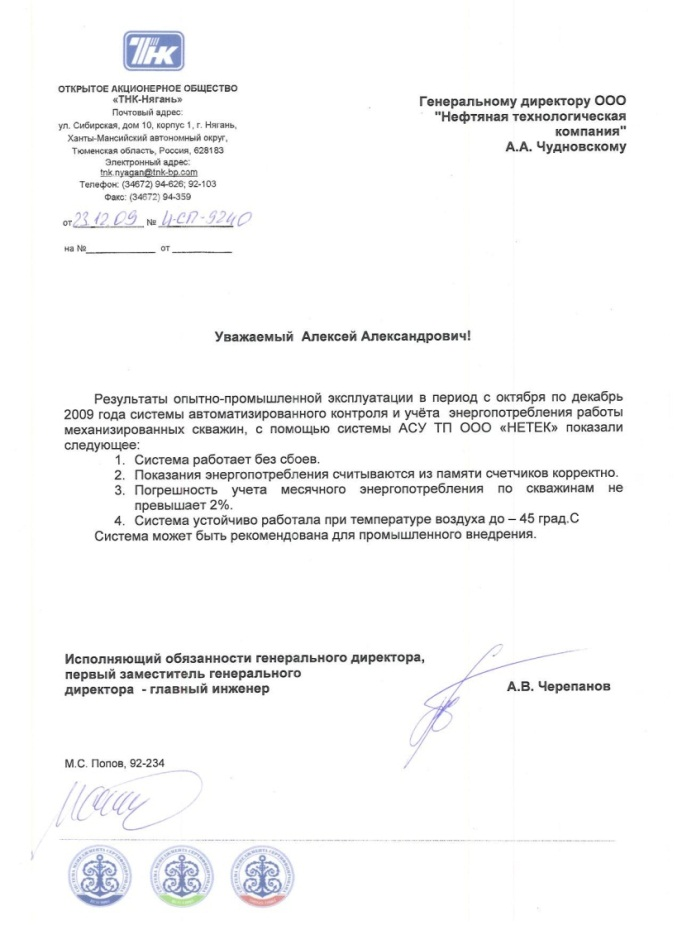 ТНК
ОТКРЫТОЕ АКЦИОНЕРНОЕ ОБЩЕСТВО
«ТНК-Нягань»
Почтовый адрес:
ул. Сибирская, дом 10, корпус 1, г. Нягань,
Ханты-Мансийский автономный округ,
Тюменская область, Россия, 628183
Электронный адрес:
tnk.nyagan@tnk-bp.com
Телефон: (34672) 94-626; 92-103
Факс: (34672) 94-359
от 23.12.09 № Ц-СП-9240
на №____________ от __________
Генеральному директору ООО
"Нефтяная технологическая
компания"
А.А. Чудновскому
Уважаемый Алексей Александрович!
Результаты опытно-промышленной эксплуатации в период с октября по декабрь
2009 года системы автоматизированного контроля и учёта энергопотребления работы
механизированных скважин, с помощью системы АСУ ТП ООО «НЕТЕК» показали
следующее:
1. Система работает без сбоев.
2. Показания энергопотребления считываются из памяти счетчиков корректно.
3. Погрешность учета месячного энергопотребления по скважинам не
превышает 2%.
4. Система устойчиво работала при температуре воздуха до – 45 град.С
Система может быть рекомендована для промышленного внедрения.
Исполняющий обязанности генерального директора,
первый заместитель генерального
директора - главный инженер
А.В. Черепанов
М.С. Попов, 92-234